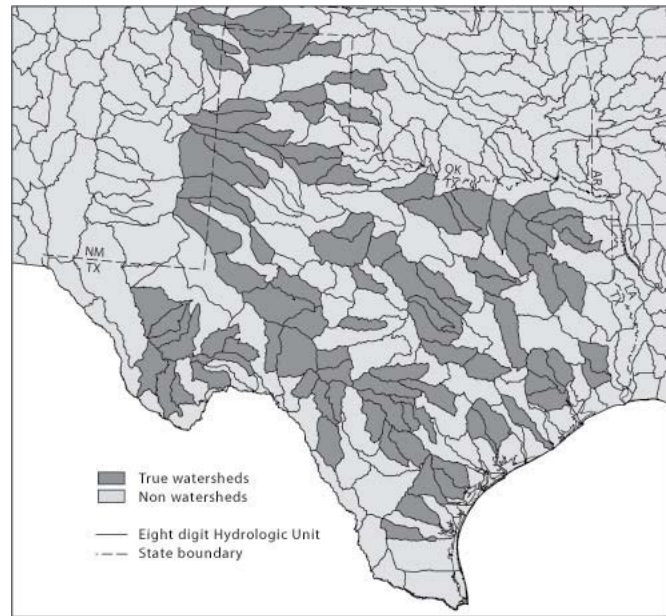 OK
TX
AR
NM
TX
True watersheds
Non watersheds
Eight digit Hydrologic Unit
State boundary